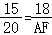 15/20 = 18/AF